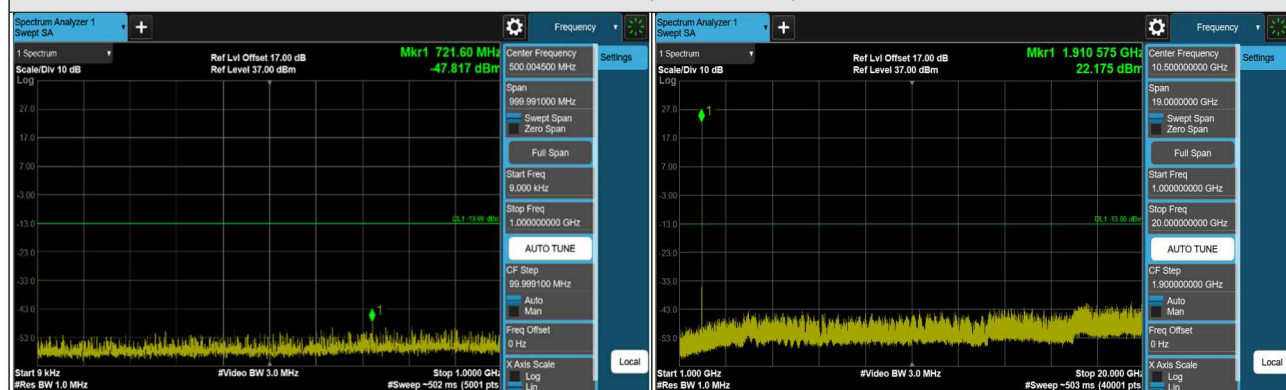 Spectrum Analyzer 1
Swept SA
+
Frequency
1 Spectrum
Scale/Div 10 dB
Log
Ref Lvl Offset 17.00 dB
Ref Level 37.00 dBm
Mkr1 721.60 MHz
-47.817 dBm
27.0
17.0
7.00
-3.00
-13.0
-23.0
-33.0
-43.0
-53.0
DL1 -13.00 dBm
1
Start 9 kHz
#Res BW 1.0 MHz
#Video BW 3.0 MHz
Stop 1.0000 GHz
#Sweep ~502 ms (5001 pts
Center Frequency
500.004500 MHz
Span
999.991000 MHz
Swept Span
Zero Span
Full Span
Start Freq
9.000 kHz
Stop Freq
1.000000000 GHz
AUTO TUNE
CF Step
99.999100 MHz
Auto
Man
Freq Offset
0 Hz
X Axis Scale
Log
Lin
Settings
Local
Spectrum Analyzer 1
Swept SA
+
Frequency
1 Spectrum
Scale/Div 10 dB
Log
Ref Lvl Offset 17.00 dB
Ref Level 37.00 dBm
Mkr1 1.910 575 GHz
22.175 dBm
27.0
17.0
7.00
-3.00
-13.0
-23.0
-33.0
-43.0
-53.0
DL1 -13.00 dBm
1
Start 1.000 GHz
#Res BW 1.0 MHz
#Video BW 3.0 MHz
Stop 20.000 GHz
#Sweep ~503 ms (40001 pts
Center Frequency
10.500000000 GHz
Span
19.0000000 GHz
Swept Span
Zero Span
Full Span
Start Freq
1.000000000 GHz
Stop Freq
20.000000000 GHz
AUTO TUNE
CF Step
1.900000000 GHz
Auto
Man
Freq Offset
0 Hz
X Axis Scale
Log
Lin
Settings
Local